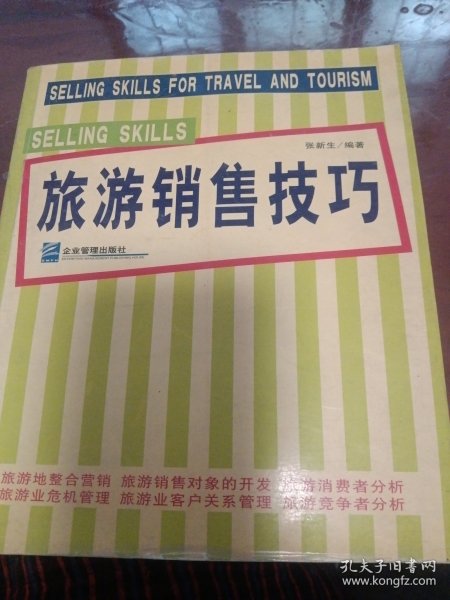 SELLING SKILLS FOR TRAVEL AND TOURISM
SELLING SKILLS
张新生/编著
旅游销售技巧
企业管理出版社
ENTERPRISE MANAGEMENT PUBLISHING HOUSE
旅游地整合营销 旅游销售对象的开发 旅游消费者分析
旅游业危机管理 旅游业客户关系管理 旅游竞争者分析
孔夫子旧书网
www.kongfz.com